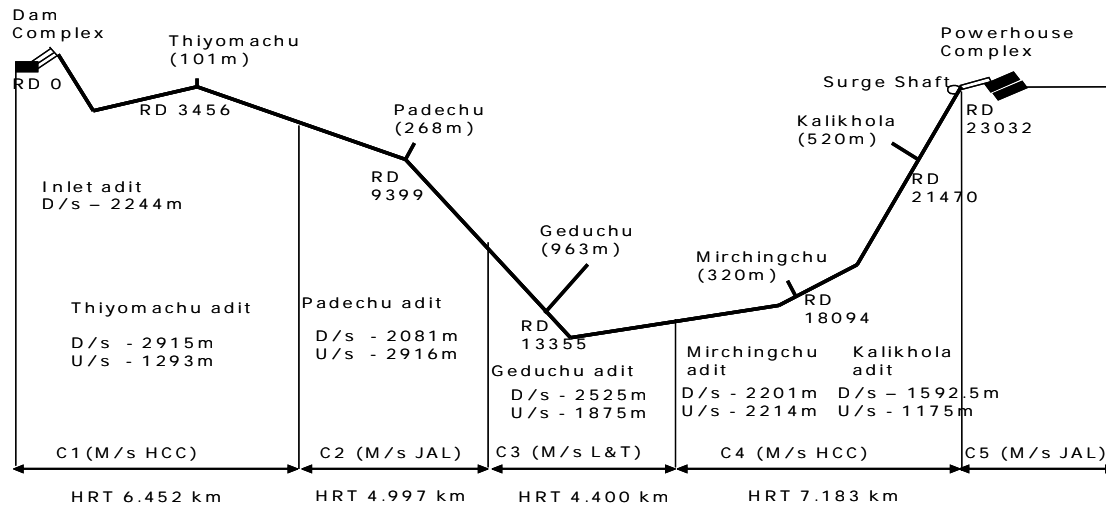 Dam
Complex
RD 0
Thiyomachu
(101m)
RD 3456
Padechu
(268m)
RD
9399
Geduchu
(963m)
RD
13355
Mirchingchu
(320m)
RD
18094
Kalikhola
(520m)
RD
21470
Surge Shaft
Powerhouse
Complex
RD
23032
Inlet adit
D/s – 2244m
Thiyomachu adit
D/s - 2915m
U/s - 1293m
Padechu adit
D/s - 2081m
U/s - 2916m
Geduchu adit
D/s - 2525m
U/s - 1875m
Mirchingchu
adit
D/s - 2201m
U/s - 2214m
Kalikhola
adit
D/s – 1592.5m
U/s - 1175m
C1(M/s HCC)
C2 (M/s JAL)
C3 (M/s L&T)
C4 (M/s HCC)
C5 (M/s JAL)
HRT 6.452 km
HRT 4.997 km
HRT 4.400 km
HRT 7.183 km